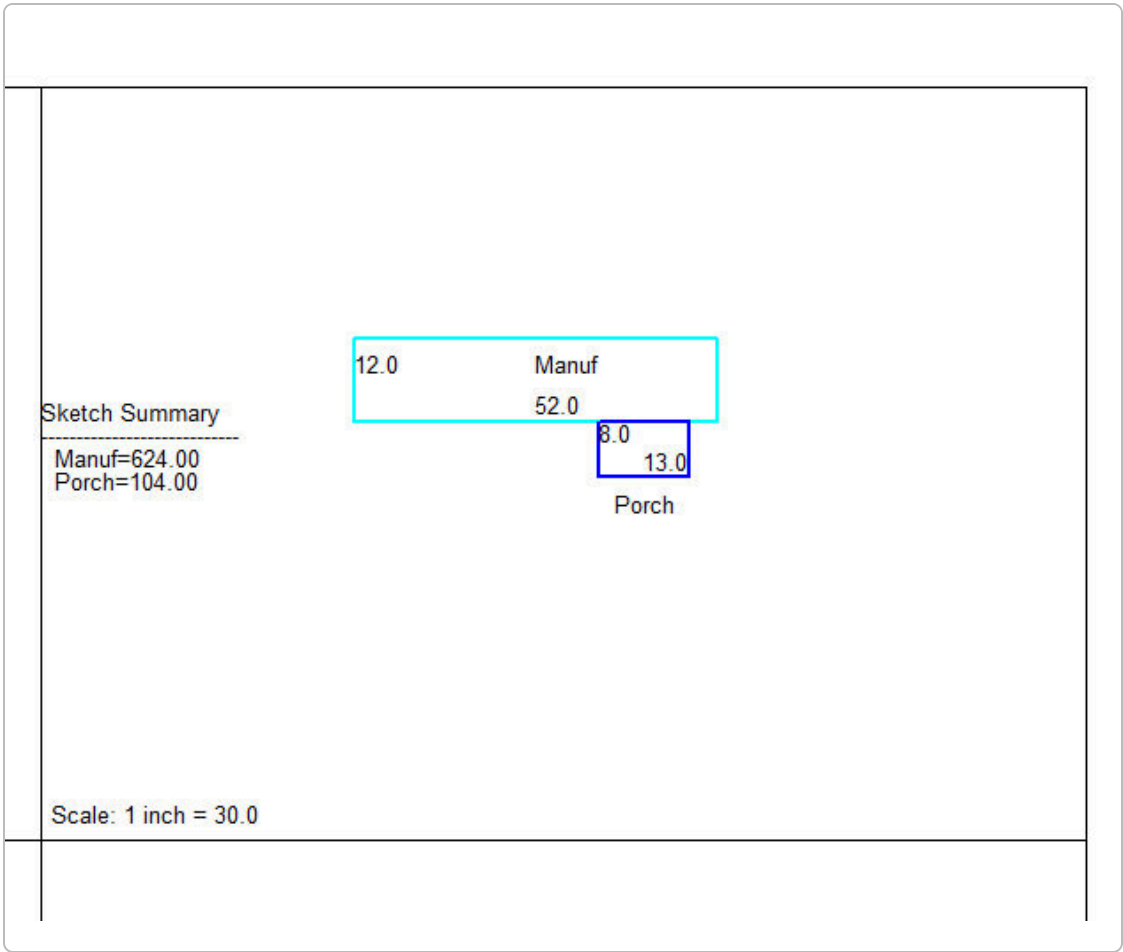 12.0 Manuf
52.0
Sketch Summary
----------------------------
Manuf=624.00
Porch=104.00
8.0
13.0
Porch
Scale: 1 inch = 30.0